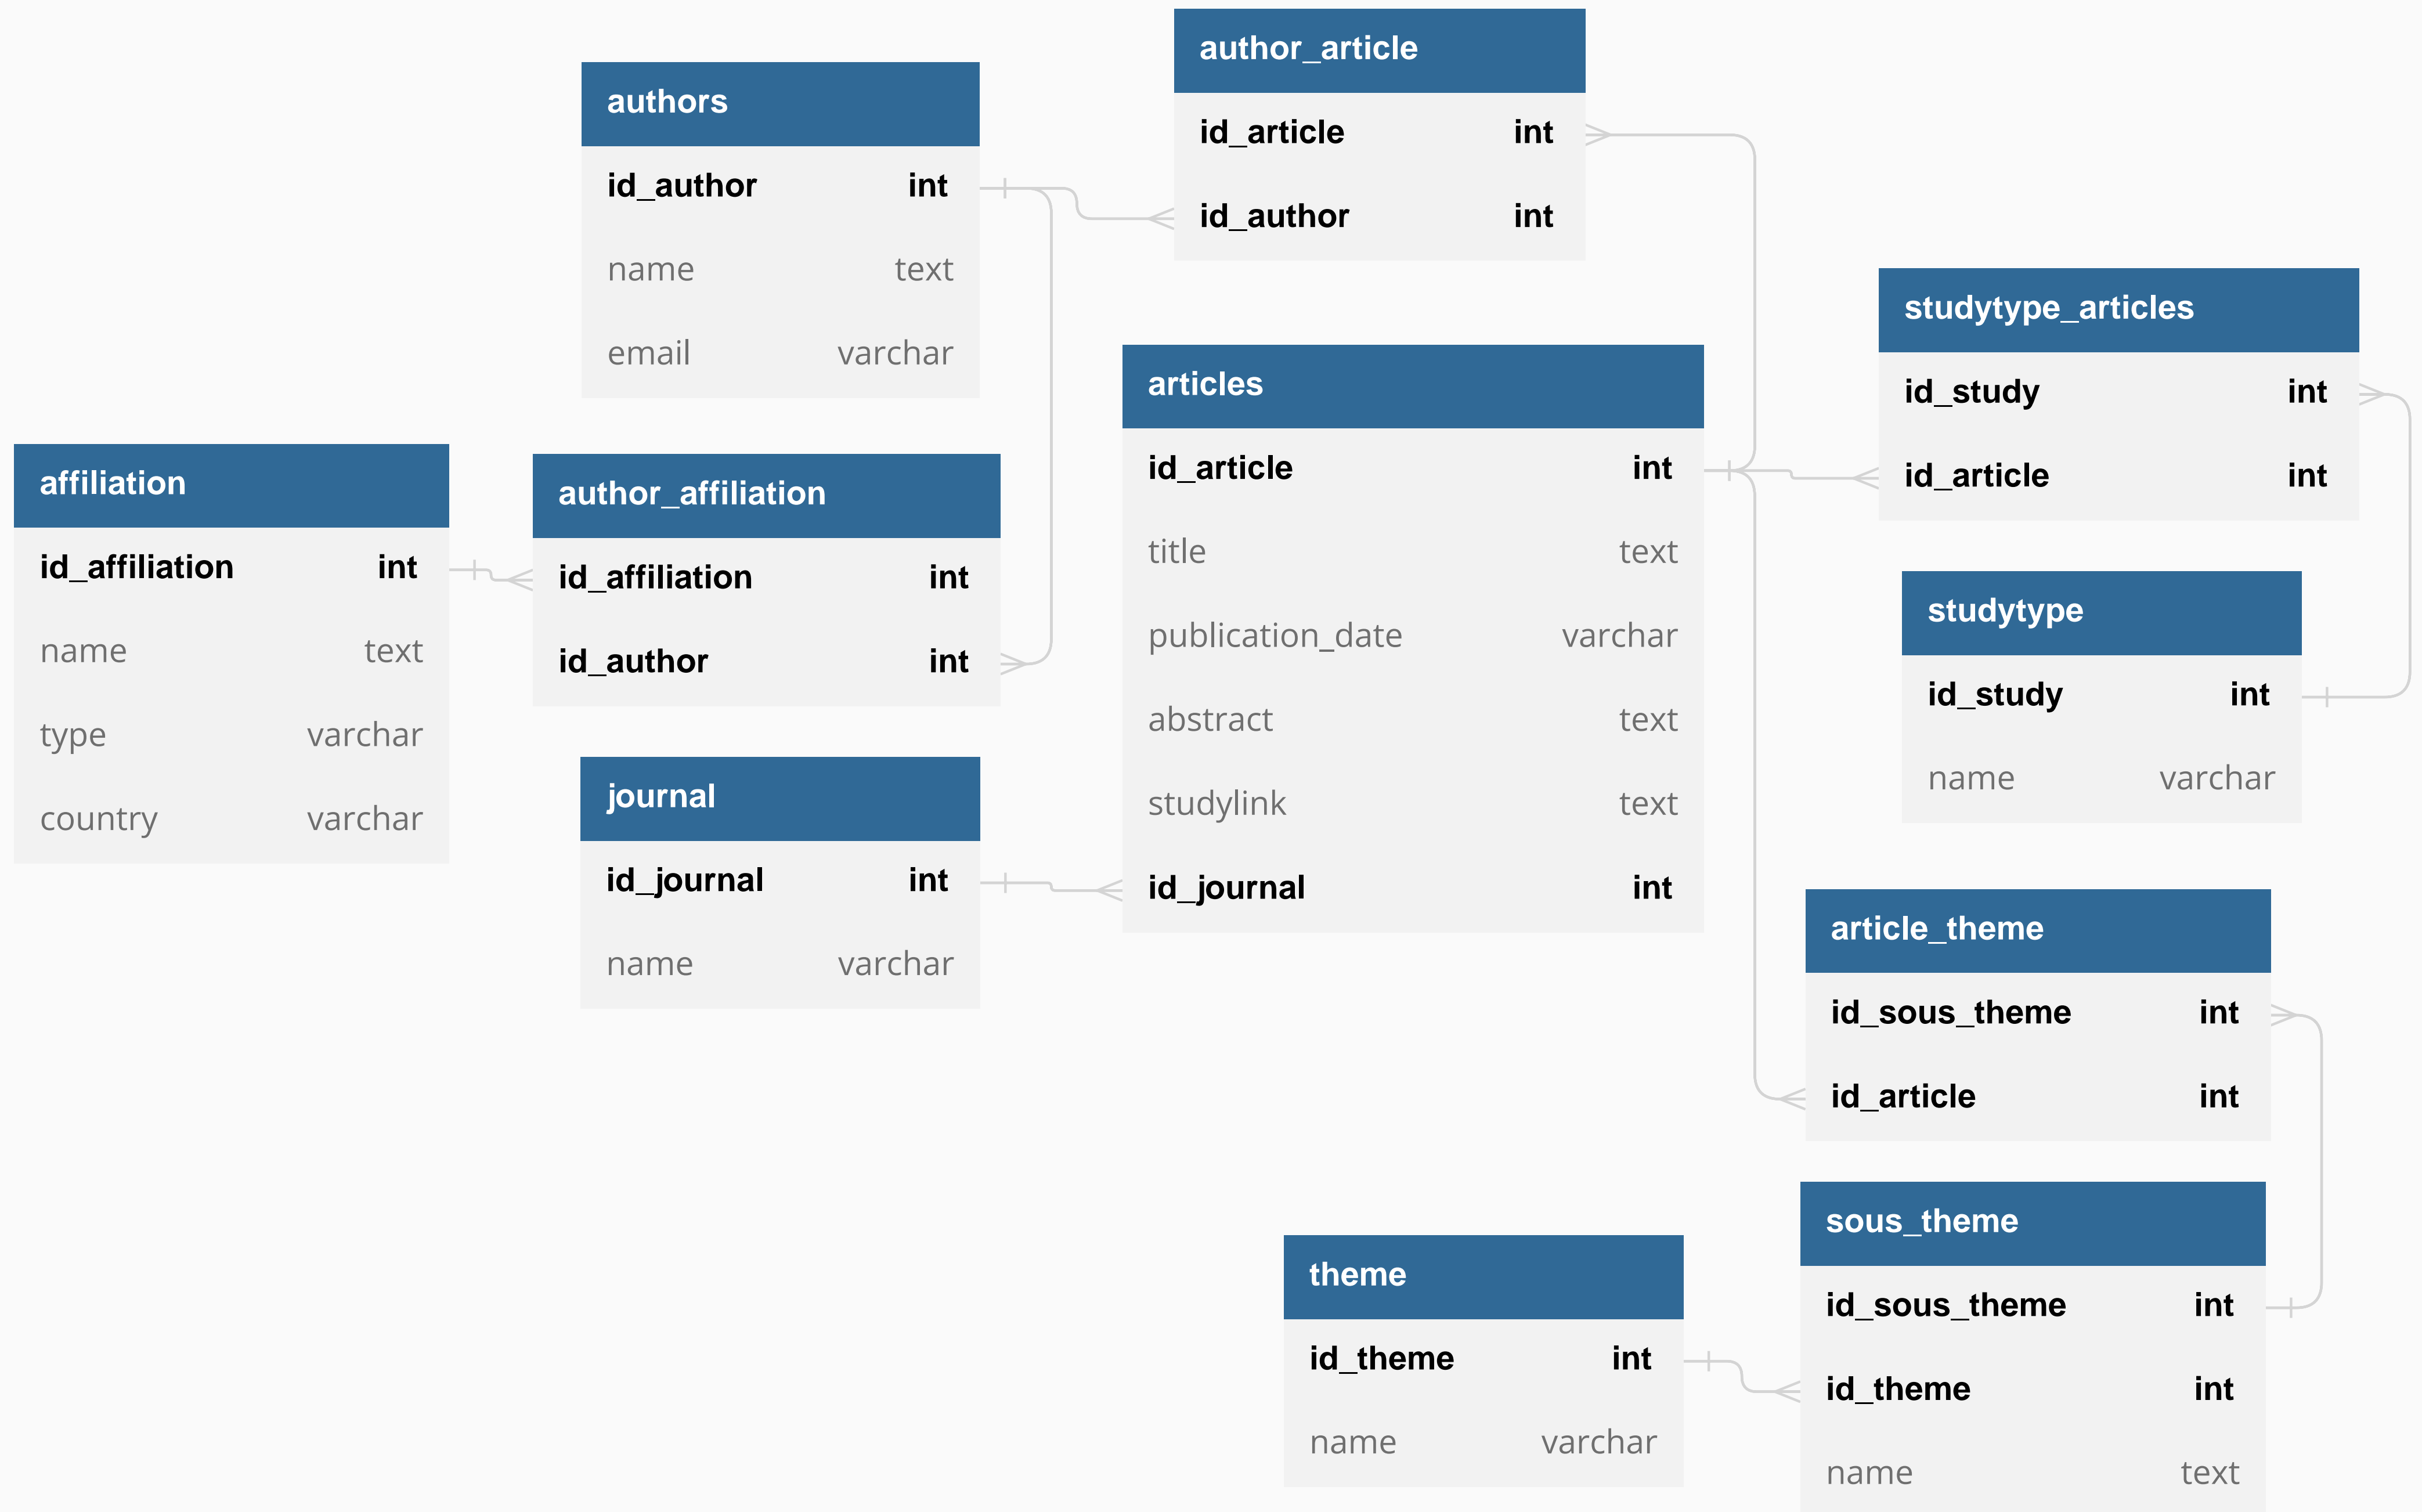 author_article
id_article int
id_author int
authors
id_author int
name text
email varchar
studytype_articles
id_study int
id_article int
articles
id_article int
title text
publication_date varchar
abstract text
studylink text
id_journal int
affiliation
id_affiliation int
name text
type varchar
country varchar
author_affiliation
id_affiliation int
id_author int
studytype
id_study int
name varchar
journal
id_journal int
name varchar
article_theme
id_sous_theme int
id_article int
sous_theme
id_sous_theme int
id_theme int
name text
theme
id_theme int
name varchar